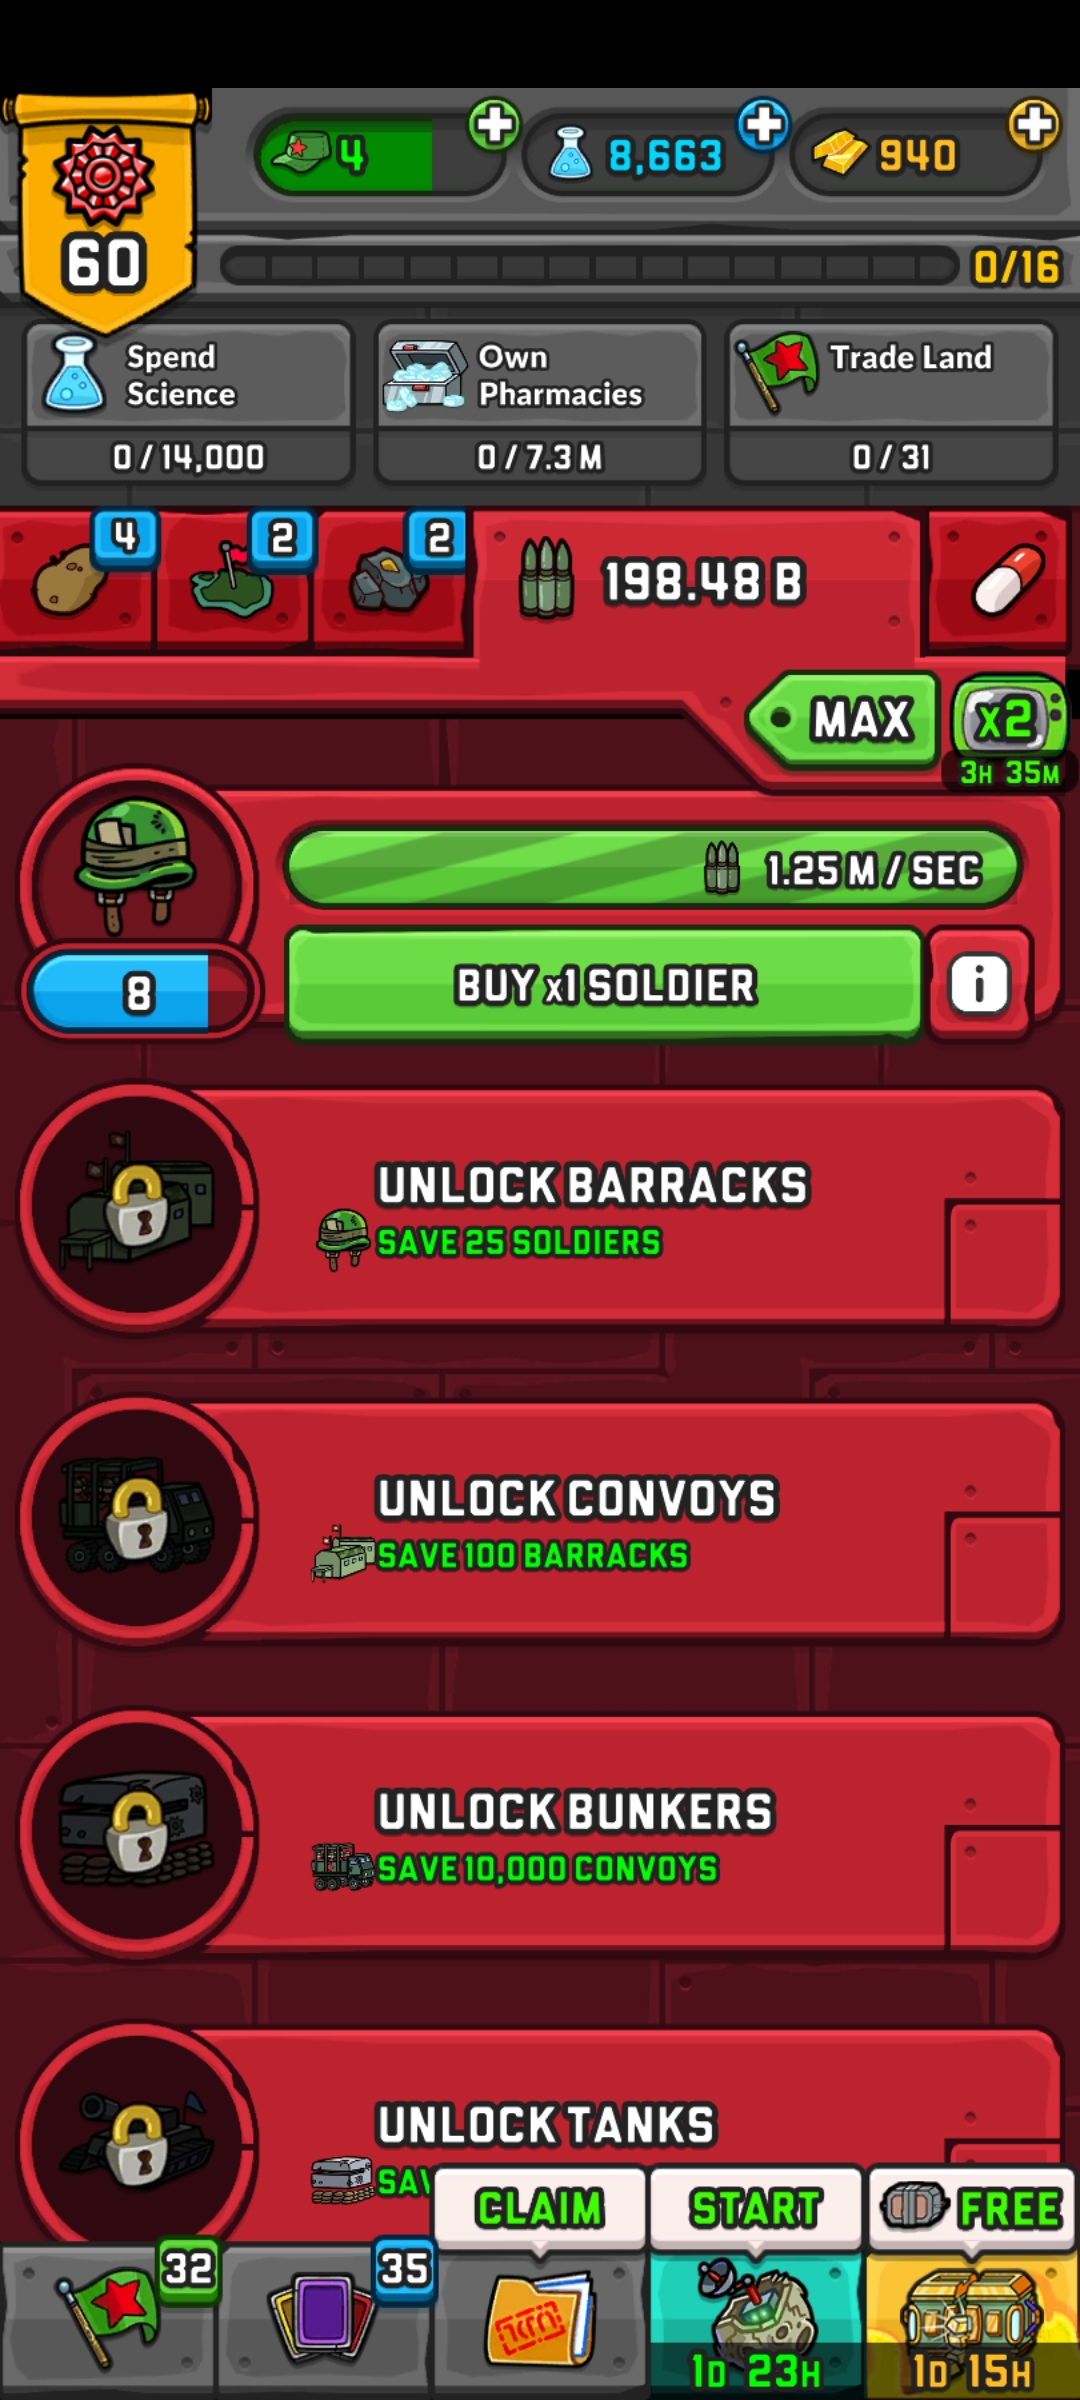 4
8,663
940
60
0/16
Spend
Science
0/14,000
Own
Pharmacies
0/7.3 M
Trade Land
0/31
4
2
2
198.48 B
MAX
x2
3H 35M
1.25 M / SEC
8
BUY x1 SOLDIER
i
UNLOCK BARRACKS
SAVE 25 SOLDIERS
UNLOCK CONVOYS
SAVE 100 BARRACKS
UNLOCK BUNKERS
SAVE 10,000 CONVOYS
UNLOCK TANKS
CLAIM
START
FREE
32
35
1D 23H
1D 15H